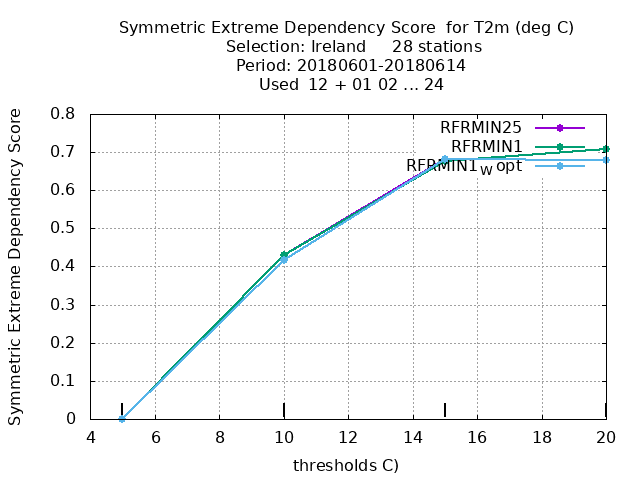 Symmetric Extreme Dependency Score for T2m (deg C)
Selection: Ireland 28 stations
Period: 20180601-20180614
Used 12 + 01 02 ... 24
Symmetric Extreme Dependency Score
0.8
0.7
0.6
0.5
0.4
0.3
0.2
0.1
0
RFRMIN25
RFRMIN1
RFRMIN1W opt
4 6 8 10 12 14 16 18 20
thresholds C)